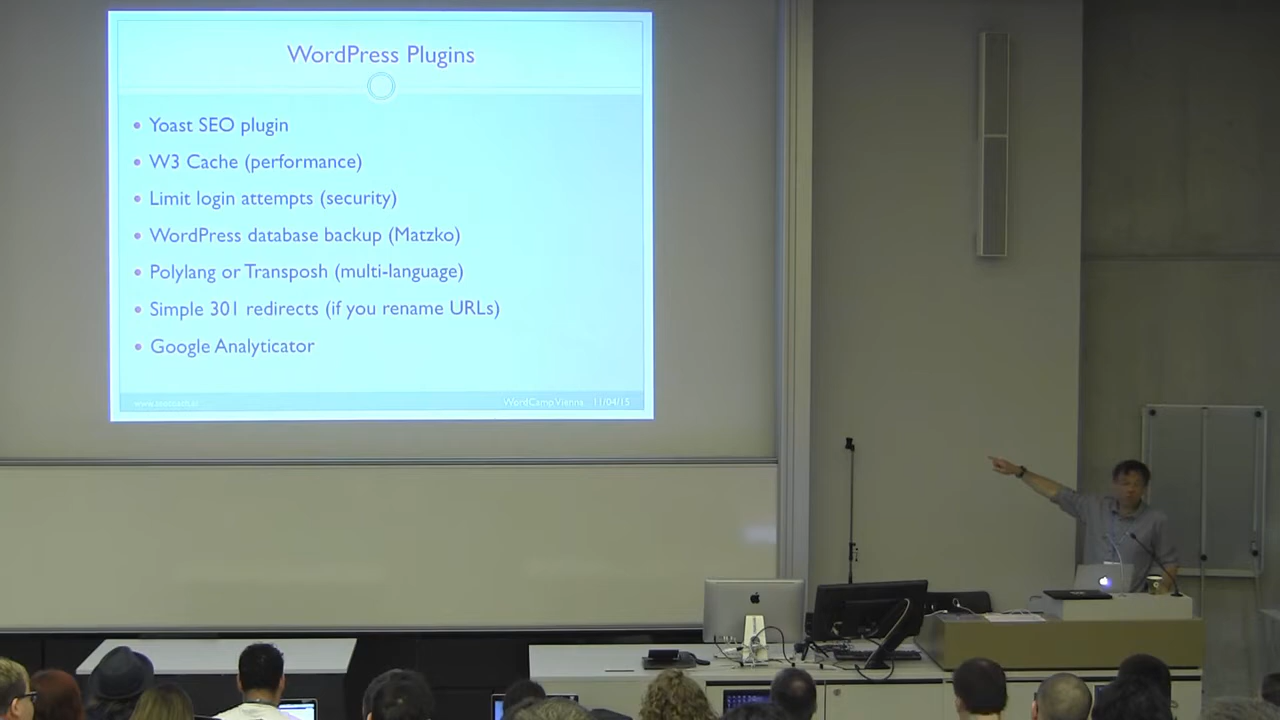 WordPress Plugins
• Yoast SEO plugin
• W3 Cache (performance)
• Limit login attempts (security)
• WordPress database backup (Matzko)
• Polylang or Transposh (multi-language)
• Simple 301 redirects (if you rename URLs)
• Google Analyticator
WordCamp Vienna 11/04/15